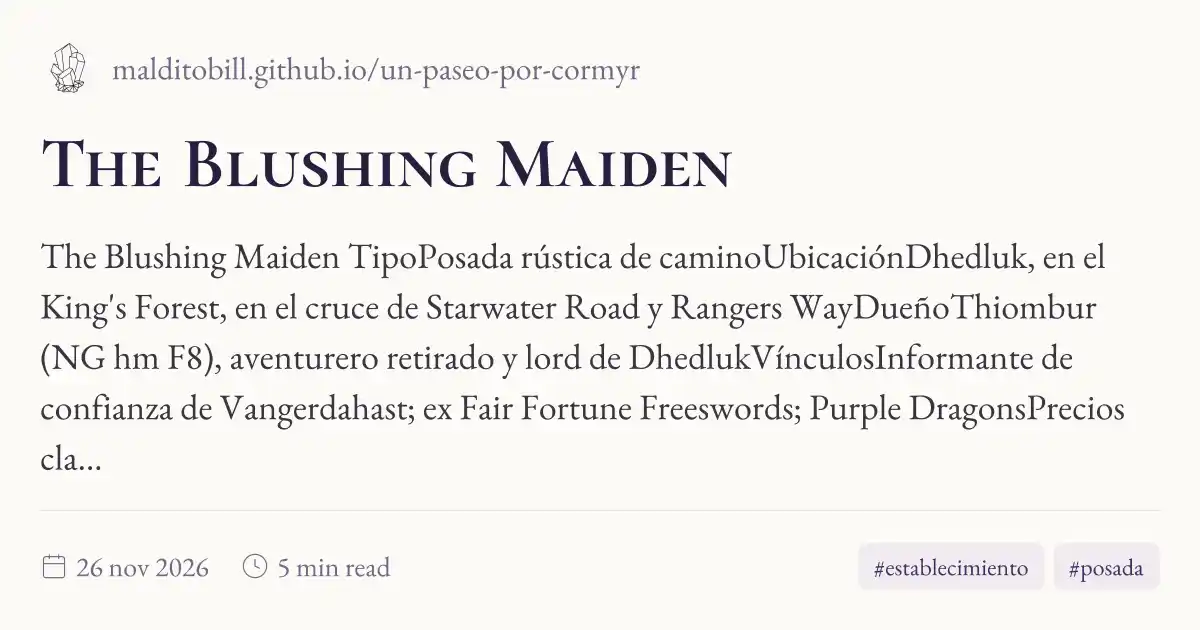 malditobill.github.io/un-paseo-por-cormyr
The Blushing Maiden
The Blushing Maiden TipoPosada rústica de caminoUbicaciónDhedluk, en el
King's Forest, en el cruce de Starwater Road y Rangers WayDueñoThiombur
(NG hm F8), aventurero retirado y lord de DhedlukVínculosInformante de
confianza de Vangerdahast; ex Fair Fortune Freeswords; Purple DragonsPrecios
cla...
26 nov 2026 5 min read #establecimiento #posada